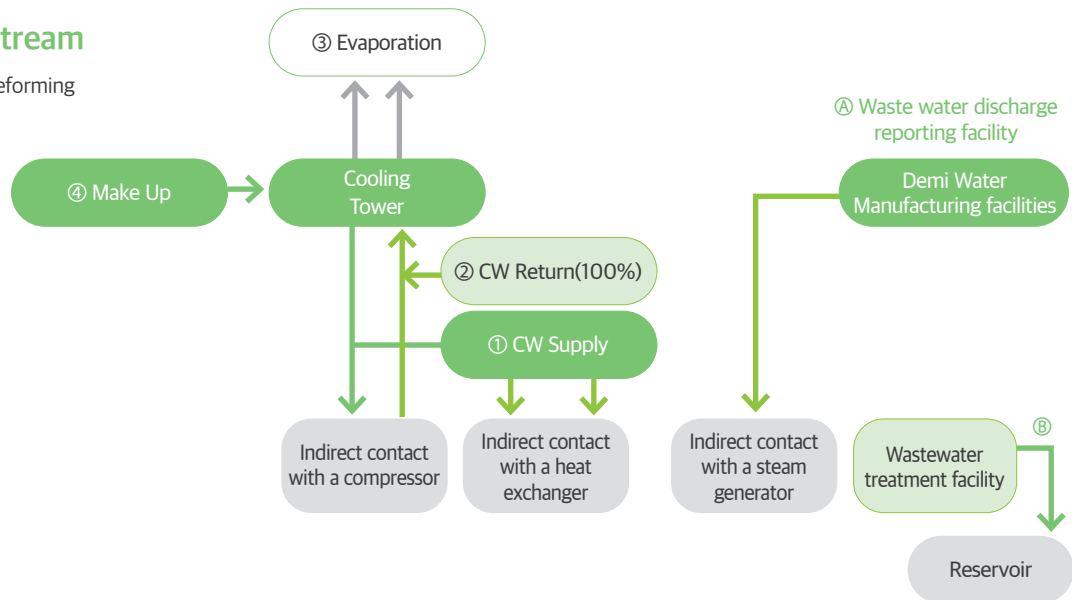 tream
eforming
③ Evaporation
Ⓐ Waste water discharge
reporting facility
④ Make Up
Cooling
Tower
Demi Water
Manufacturing facilities
② CW Return(100%)
① CW Supply
Indirect contact
with a compressor
Indirect contact
with a heat
exchanger
Indirect contact
with a steam
generator
Wastewater
treatment facility
Ⓑ
Reservoir